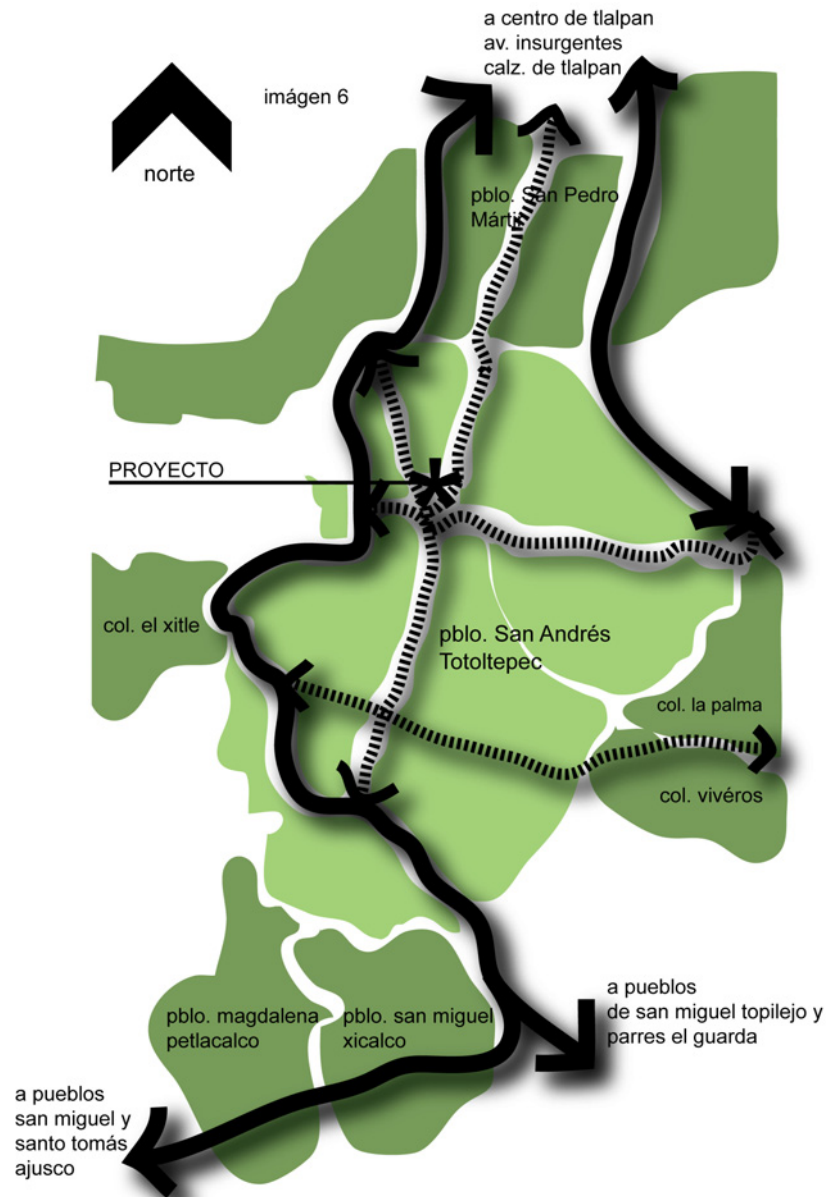 a centro de tlalpan
av. insurgentes
calz. de tlalpan
imágen 6
norte
pblo. San Pedro
Mártir
PROYECTO
col. el xitle
pblo. San Andrés
Totoltepec
col. la palma
col. vivéros
a pueblos
de san miguel topilejo y
parres el guarda
pblo. magdalena
petlacalco
pblo. san miguel
xicalco
a pueblos
san miguel y
santo tomás
ajusco